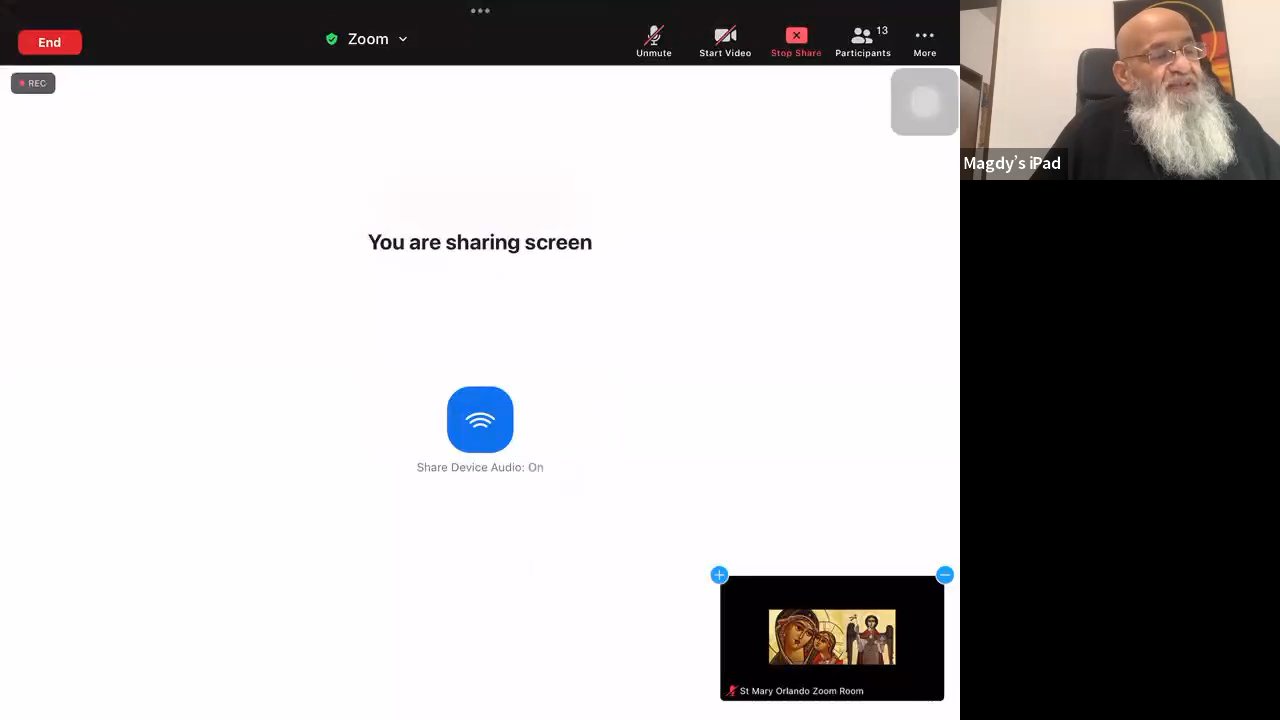 End
Zoom
Unmute
Start Video
Stop Share
Participants
13
More
REC
Magdy's iPad
You are sharing screen
Share Device Audio: On
St Mary Orlando Zoom Room